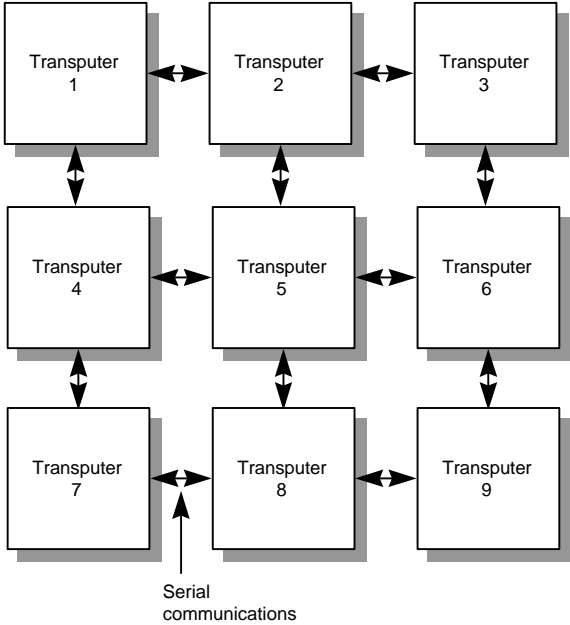 Transputer
1
Transputer
2
Transputer
3
Transputer
4
Transputer
5
Transputer
6
Transputer
7
Transputer
8
Transputer
9
Serial
communications